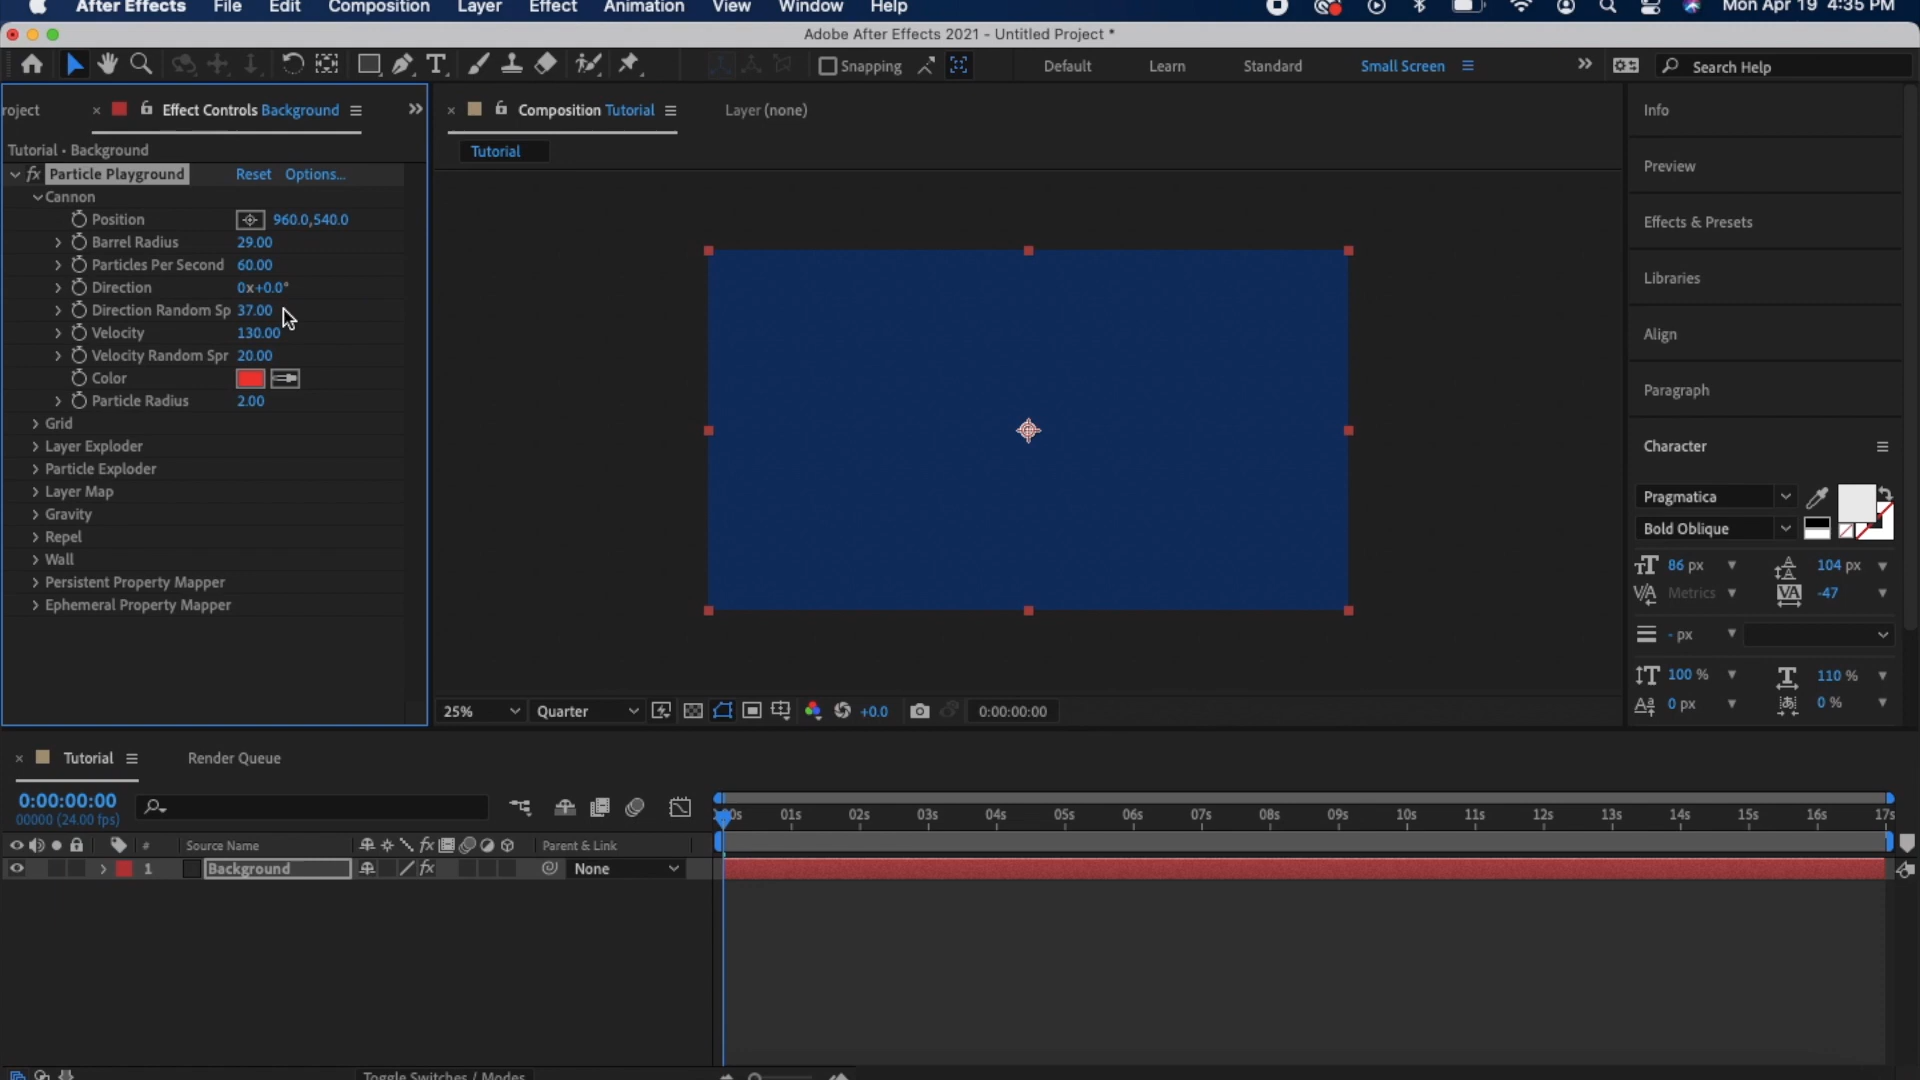 After Effects File Edit Composition Layer Effect Animation View Window Help Mon Apr 19 4:35 PM
Adobe After Effects 2021 - Untitled Project *
Snapping Default Learn Standard Small Screen Search Help
roject Effect Controls Background Composition Tutorial Layer (none) Info
Tutorial • Background Tutorial
Particle Playground Reset Options... Preview
Cannon
Position 960.0,540.0 Effects & Presets
Barrel Radius 29.00
Particles Per Second 60.00
Libraries
Direction 0x+0.0°
Direction Random Sp 37.00
Velocity 130.00 Align
Velocity Random Spr 20.00
Color
Paragraph
Particle Radius 2.00
Grid
Layer Exploder Character
Particle Exploder
Layer Map Pragmatica
Gravity Bold Oblique
Repel
Wall 86 px 104 px
Persistent Property Mapper Metrics -47
Ephemeral Property Mapper
- px
100 % 110 %
0 px 0 %
25% Quarter +0.0 0:00:00:00
Tutorial Render Queue
0:00:00:00
00000 (24.00 fps) 01s 02s 03s 04s 05s 06s 07s 08s 09s 10s 11s 12s 13s 14s 15s 16s 17s
# Source Name Parent & Link
1 Background None
Toggle Switches / Modes